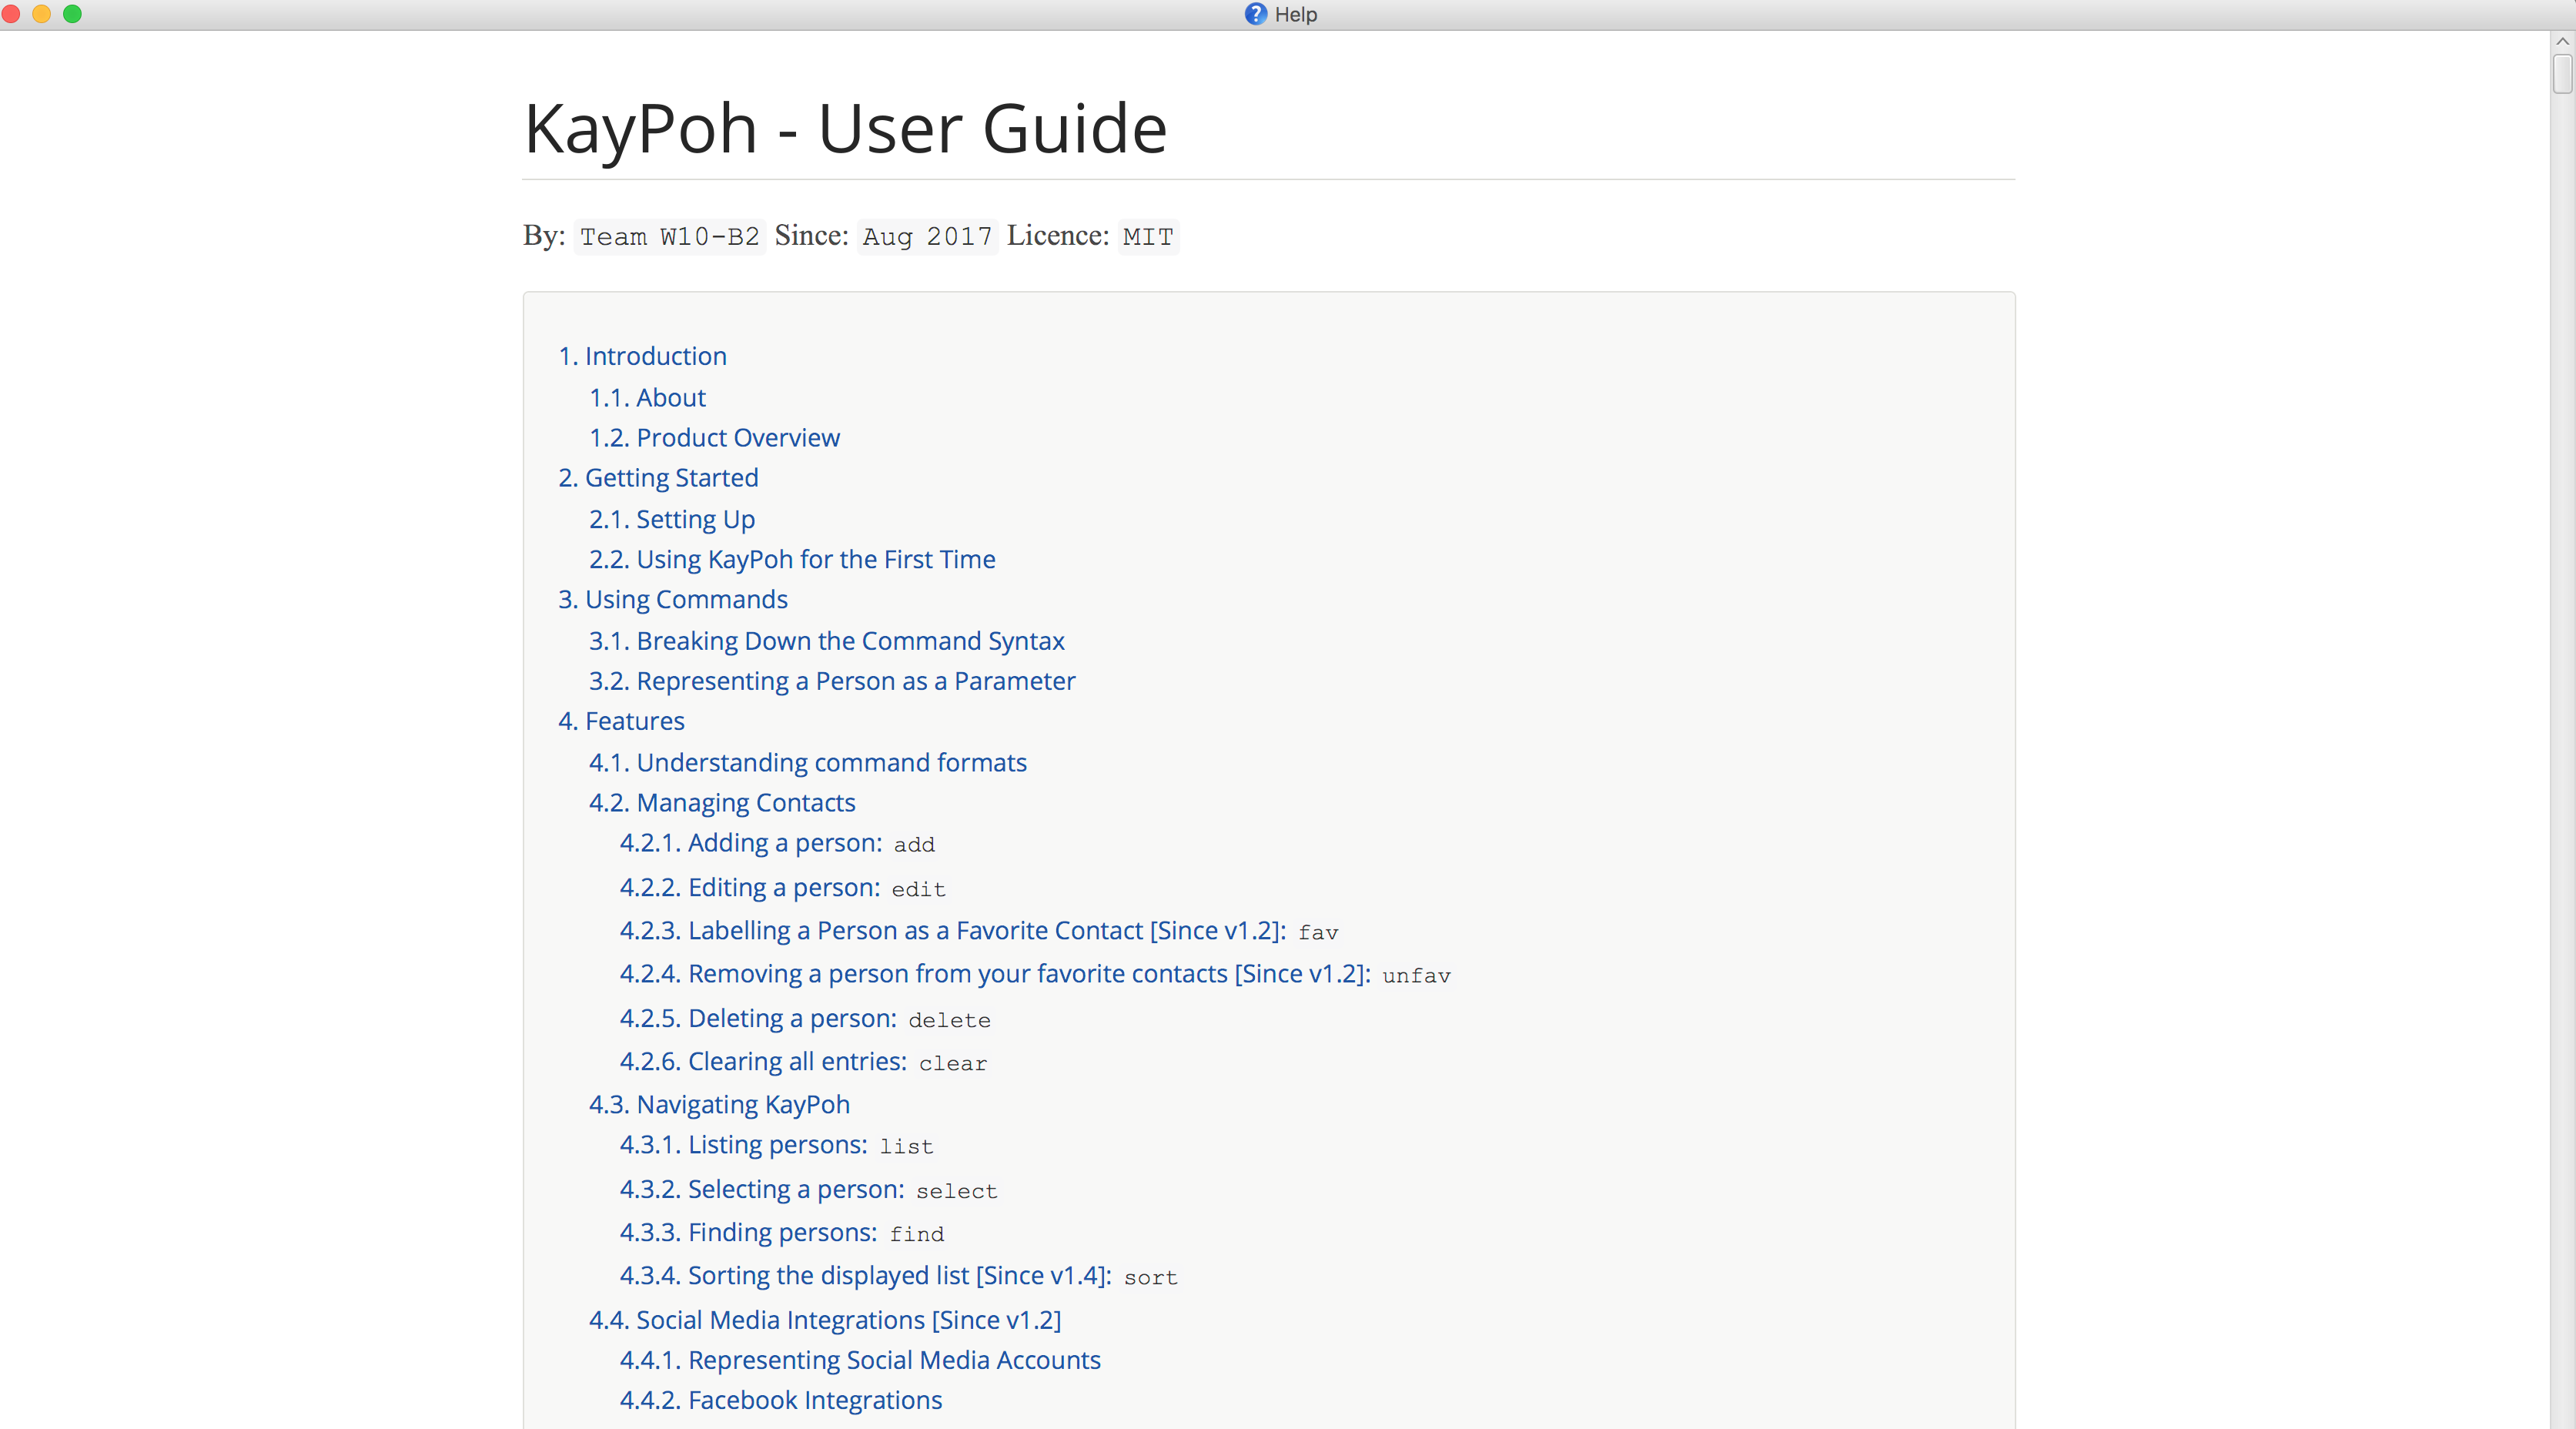 Help
KayPoh - User Guide
By: Team W10-B2 Since: Aug 2017 Licence: MIT
1. Introduction
1.1. About
1.2. Product Overview
2. Getting Started
2.1. Setting Up
2.2. Using KayPoh for the First Time
3. Using Commands
3.1. Breaking Down the Command Syntax
3.2. Representing a Person as a Parameter
4. Features
4.1. Understanding command formats
4.2. Managing Contacts
4.2.1. Adding a person: add
4.2.2. Editing a person: edit
4.2.3. Labelling a Person as a Favorite Contact [Since v1.2]: fav
4.2.4. Removing a person from your favorite contacts [Since v1.2]: unfav
4.2.5. Deleting a person: delete
4.2.6. Clearing all entries: clear
4.3. Navigating KayPoh
4.3.1. Listing persons: list
4.3.2. Selecting a person: select
4.3.3. Finding persons: find
4.3.4. Sorting the displayed list [Since v1.4]: sort
4.4. Social Media Integrations [Since v1.2]
4.4.1. Representing Social Media Accounts
4.4.2. Facebook Integrations